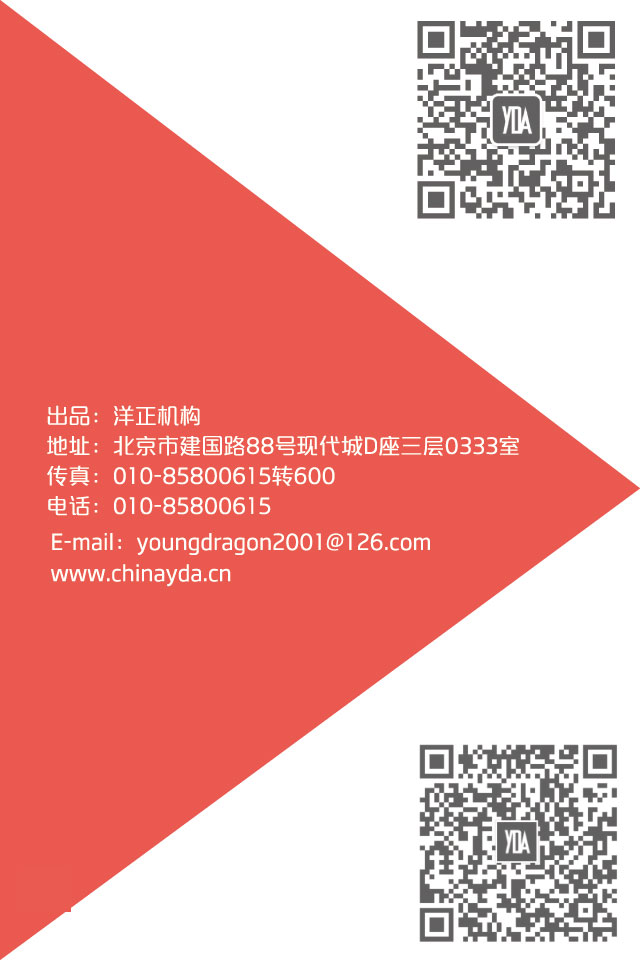 YDA
出品：洋正机构
地址：北京市建国路88号现代城D座三层0333室
传真：010-85800615转600
电话：010-85800615
E-mail：youngdragon2001@126.com
www.chinayda.cn
YDA